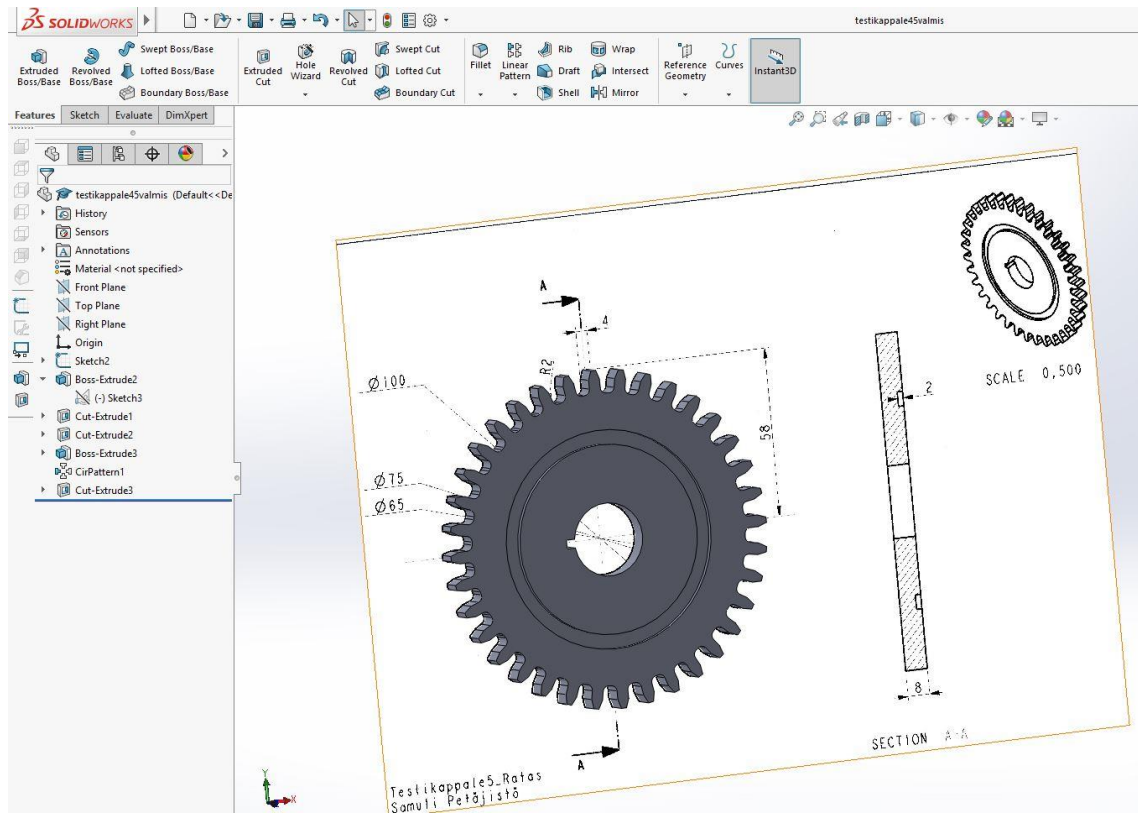 SOLIDWORKS
testikappale45valmis
Extruded Boss/Base
Revolved Boss/Base
Swept Boss/Base
Lofted Boss/Base
Boundary Boss/Base
Extruded Cut
Hole Wizard
Revolved Cut
Swept Cut
Lofted Cut
Boundary Cut
Fillet
Linear Pattern
Rib
Draft
Shell
Wrap
Intersect
Mirror
Reference Geometry
Curves
Instant3D
Features
Sketch
Evaluate
DimXpert
testikappale45valmis (Default<<De
History
Sensors
Annotations
Material <not specified>
Front Plane
Top Plane
Right Plane
Origin
Sketch2
Boss-Extrude2
(-) Sketch3
Cut-Extrude1
Cut-Extrude2
Boss-Extrude3
CirPattern1
Cut-Extrude3
A
4
R2
Ø100
58
Ø75
Ø65
2
SCALE 0,500
8
A
SECTION A-A
Testikappale5_Ratas
Samuti Petäjistö
Y
X